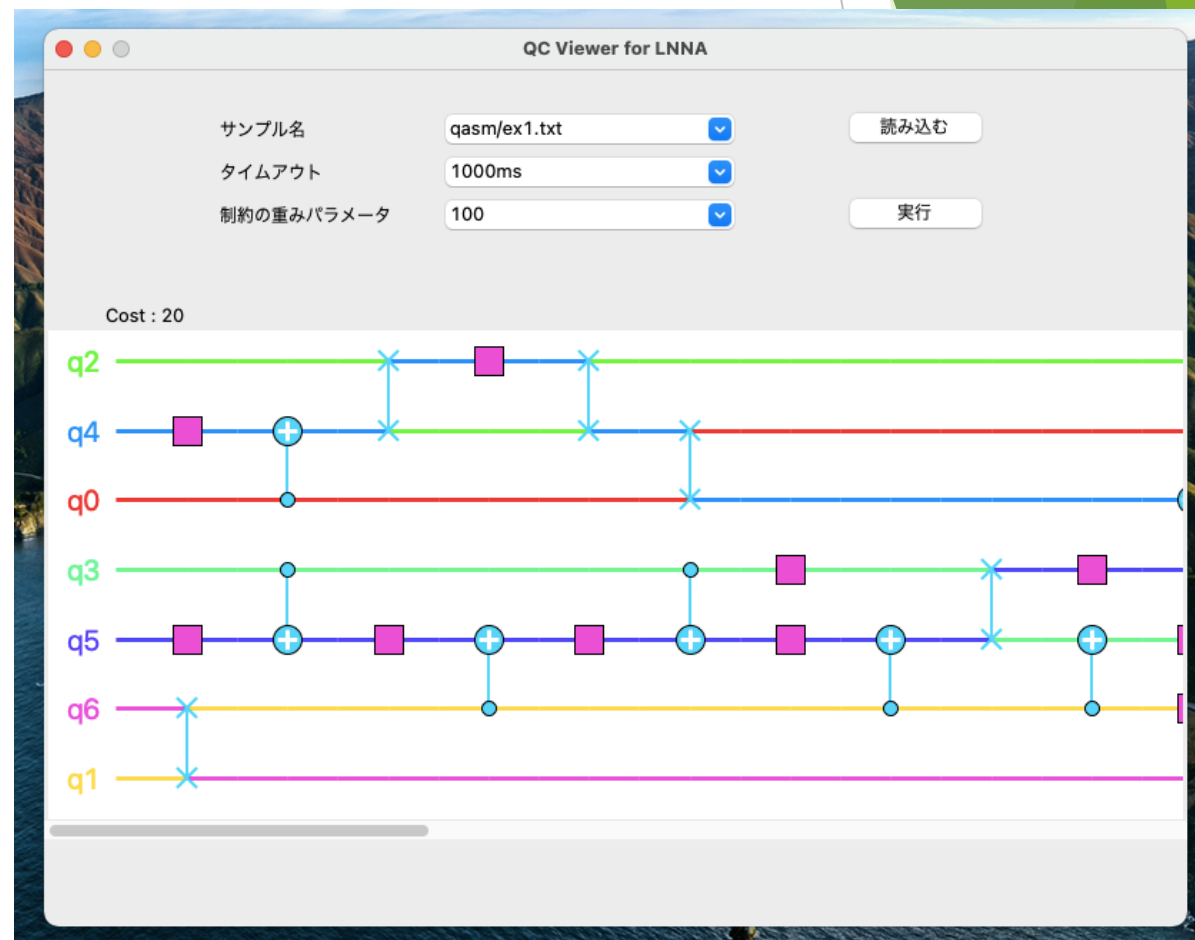 QC Viewer for LNNA
サンプル名 qasm/ex1.txt 読み込む
タイムアウト 1000ms
制約の重みパラメータ 100 実行
Cost : 20
q2
q4
q0
q3
q5
q6
q1